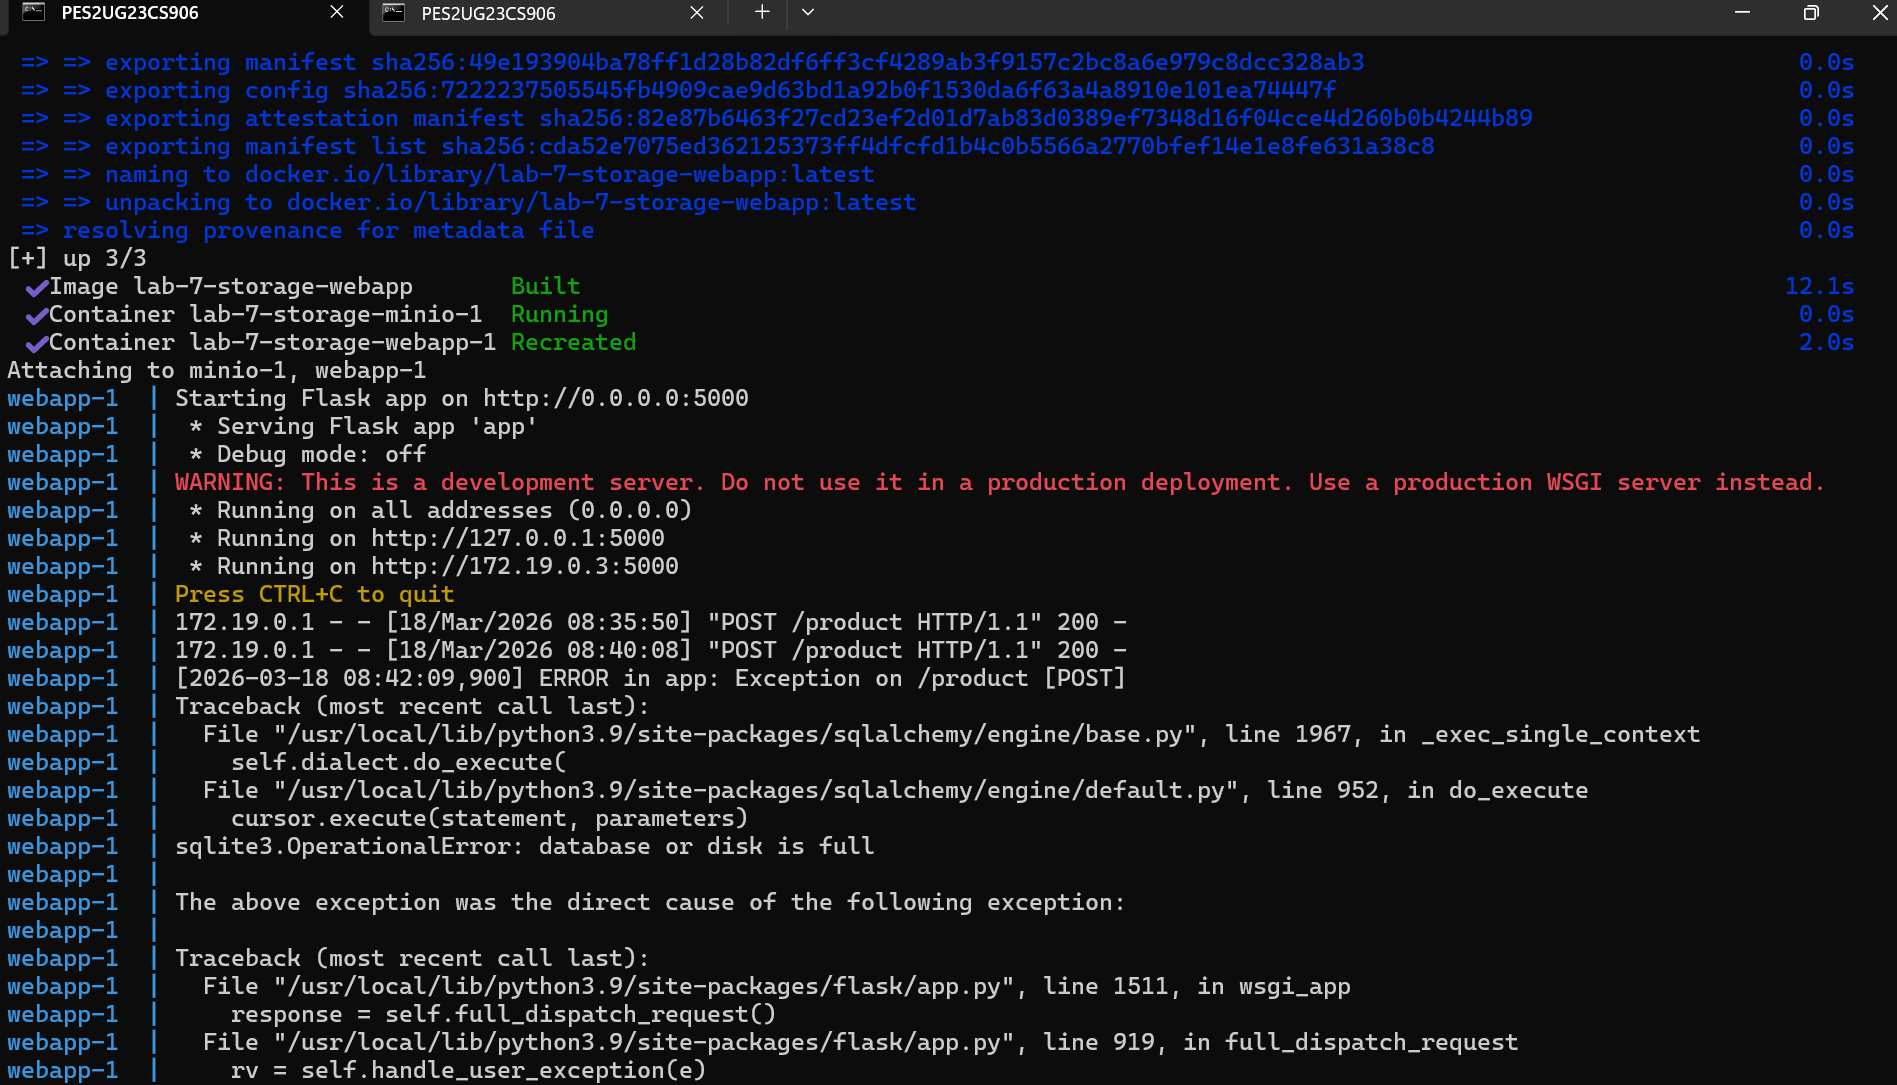 PES2UG23CS906
PES2UG23CS906
=> => exporting manifest sha256:49e193904ba78ff1d28b82df6ff3cf4289ab3f9157c2bc8a6e979c8dcc328ab3 0.0s
=> => exporting config sha256:7222237505545fb4909cae9d63bd1a92b0f1530da6f63a4a8910e101ea74447f 0.0s
=> => exporting attestation manifest sha256:82e87b6463f27cd23ef2d01d7ab83d0389ef7348d16f04cce4d260b0b4244b89 0.0s
=> => exporting manifest list sha256:cda52e7075ed362125373ff4dfcfd1b4c0b5566a2770bfef14e1e8fe631a38c8 0.0s
=> => naming to docker.io/library/lab-7-storage-webapp:latest 0.0s
=> => unpacking to docker.io/library/lab-7-storage-webapp:latest 0.0s
=> resolving provenance for metadata file 0.0s
[+] up 3/3
✔Image lab-7-storage-webapp Built 12.1s
✔Container lab-7-storage-minio-1 Running 0.0s
✔Container lab-7-storage-webapp-1 Recreated 2.0s
Attaching to minio-1, webapp-1
webapp-1 | Starting Flask app on http://0.0.0.0:5000
webapp-1 | * Serving Flask app 'app'
webapp-1 | * Debug mode: off
webapp-1 | WARNING: This is a development server. Do not use it in a production deployment. Use a production WSGI server instead.
webapp-1 | * Running on all addresses (0.0.0.0)
webapp-1 | * Running on http://127.0.0.1:5000
webapp-1 | * Running on http://172.19.0.3:5000
webapp-1 | Press CTRL+C to quit
webapp-1 | 172.19.0.1 - - [18/Mar/2026 08:35:50] "POST /product HTTP/1.1" 200 -
webapp-1 | 172.19.0.1 - - [18/Mar/2026 08:40:08] "POST /product HTTP/1.1" 200 -
webapp-1 | [2026-03-18 08:42:09,900] ERROR in app: Exception on /product [POST]
webapp-1 | Traceback (most recent call last):
webapp-1 | File "/usr/local/lib/python3.9/site-packages/sqlalchemy/engine/base.py", line 1967, in _exec_single_context
webapp-1 | self.dialect.do_execute(
webapp-1 | File "/usr/local/lib/python3.9/site-packages/sqlalchemy/engine/default.py", line 952, in do_execute
webapp-1 | cursor.execute(statement, parameters)
webapp-1 | sqlite3.OperationalError: database or disk is full
webapp-1 |
webapp-1 | The above exception was the direct cause of the following exception:
webapp-1 |
webapp-1 | Traceback (most recent call last):
webapp-1 | File "/usr/local/lib/python3.9/site-packages/flask/app.py", line 1511, in wsgi_app
webapp-1 | response = self.full_dispatch_request()
webapp-1 | File "/usr/local/lib/python3.9/site-packages/flask/app.py", line 919, in full_dispatch_request
webapp-1 | rv = self.handle_user_exception(e)